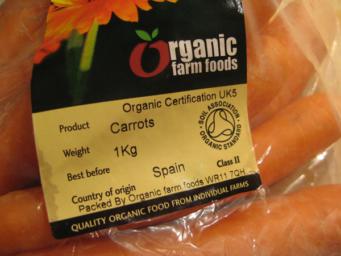 Organic
farm foods
Organic Certification UK5
Product Carrots
Weight 1Kg
Best before
Spain Class II
Country of origin
Packed By Organic farm foods WR11 7QH
QUALITY ORGANIC FOOD FROM INDIVIDUAL FARMS
SOIL ASSOCIATION
ORGANIC STANDARD